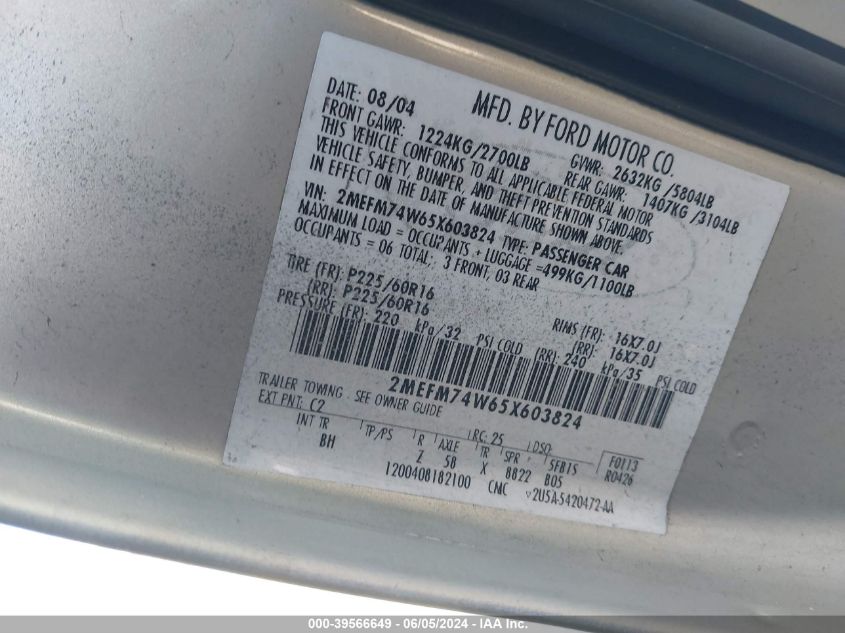 DATE: 08/04 MFD. BY FORD MOTOR CO.
FRONT GAWR: 1224KG/2700LB GVWR: 2632KG/5804LB
REAR GAWR: 1407KG/3104LB
THIS VEHICLE CONFORMS TO ALL APPLICABLE FEDERAL MOTOR
VEHICLE SAFETY, BUMPER, AND THEFT PREVENTION STANDARDS
IN EFFECT ON THE DATE OF MANUFACTURE SHOWN ABOVE.
VIN: 2MEFM74W65X603824 TYPE: PASSENGER CAR
MAXIMUM LOAD = OCCUPANTS + LUGGAGE =499KG/1100LB
OCCUPANTS = 06 TOTAL; 3 FRONT, 03 REAR
TIRE (FR): P225/60R16 RIMS (FR): 16X7.0J
(RR): P225/60R16 (RR): 16X7.0J
PRESSURE (FR): 220 kPa/32 PSI COLD (RR): 240 kPa/35 PSI COLD
2MEFM74W65X603824
TRAILER TOWING - SEE OWNER GUIDE
EXT PNT: C2 RC: 25 DSO: F0113
INT TR TP/PS R AXLE TR SPR SFB15 R0426
BH Z 58 X 8822 B05
1200408182100 CMC 2U5A-5420472-AA
000-39566649 - 06/05/2024 - IAA Inc.